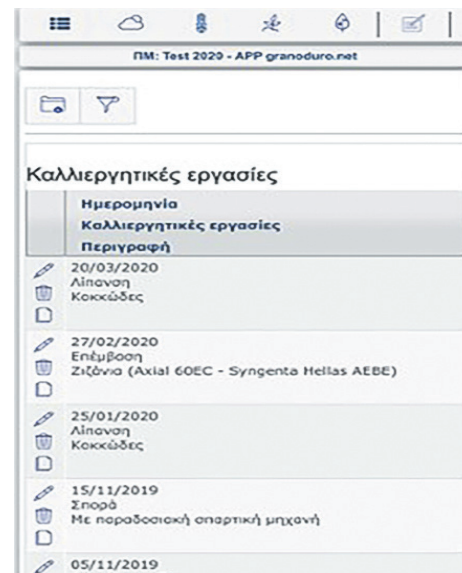 ΠΜ: Test 2020 - APP granoduro.net
Καλλιεργητικές εργασίες
Ημερομηνία
Καλλιεργητικές εργασίες
Περιγραφή
20/03/2020
Λίπανση
Κοκκώδες
27/02/2020
Επέμβαση
Ζιζάνια (Axial 60EC - Syngenta Hellas AEBE)
25/01/2020
Λίπανση
Κοκκώδες
15/11/2019
Σπορά
Με παραδοσιακή σπαρτική μηχανή
05/11/2019